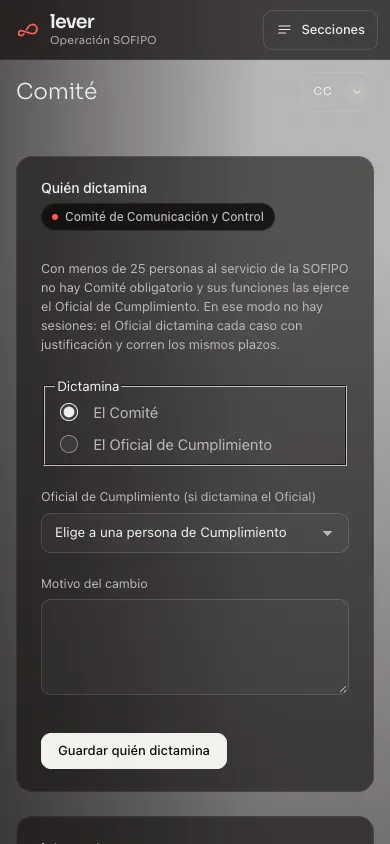 lever
Operación SOFIPO
Secciones
Comité
CC
Quién dictamina
Comité de Comunicación y Control
Con menos de 25 personas al servicio de la SOFIPO
no hay Comité obligatorio y sus funciones las ejerce
el Oficial de Cumplimiento. En ese modo no hay
sesiones: el Oficial dictamina cada caso con
justificación y corren los mismos plazos.
Dictamina
El Comité
El Oficial de Cumplimiento
Oficial de Cumplimiento (si dictamina el Oficial)
Elige a una persona de Cumplimiento
Motivo del cambio
Guardar quién dictamina